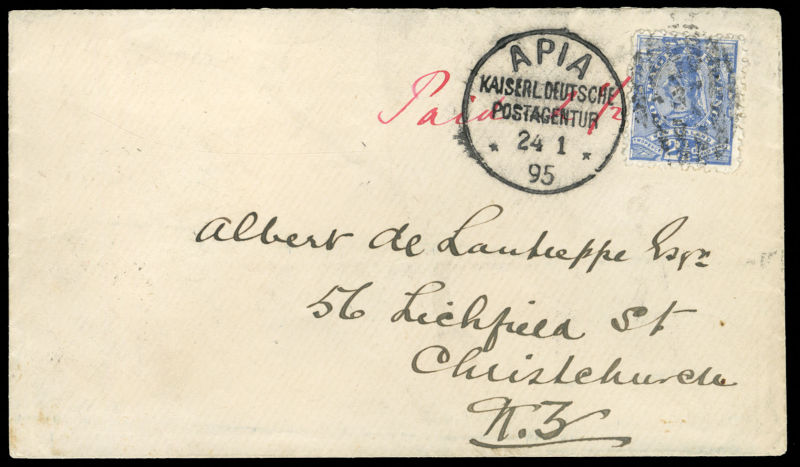 APIA
KAISERL. DEUTSCHE
POSTAGENTUR
* 24 1 *
95
Paid
Albert de Lautreppe Esqr
56 Lichfield St
Christchurch
N.Z